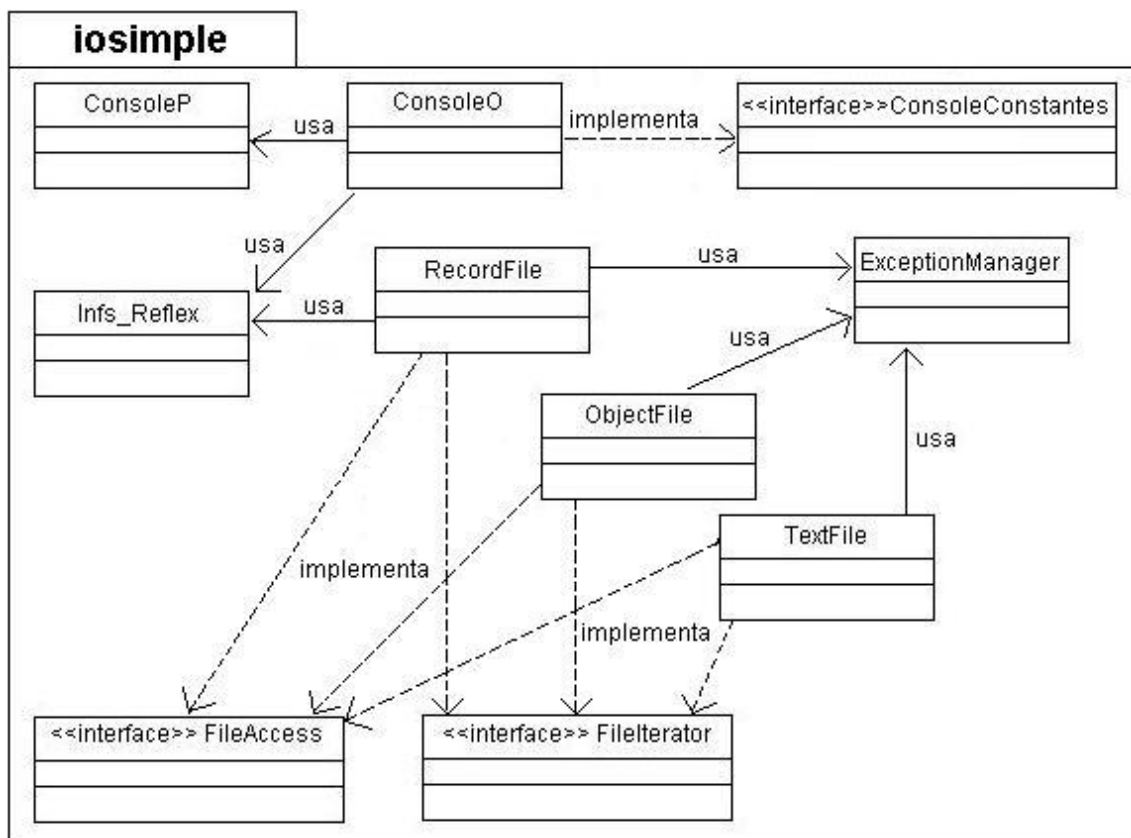 iosimple
ConsoleP
usa
ConsoleO
implementa
<<interface>>ConsoleConstantes
usa
Infs_Reflex
usa
RecordFile
usa
ExceptionManager
usa
ObjectFile
usa
TextFile
implementa
implementa
<<interface>> FileAccess
<<interface>> FileIterator